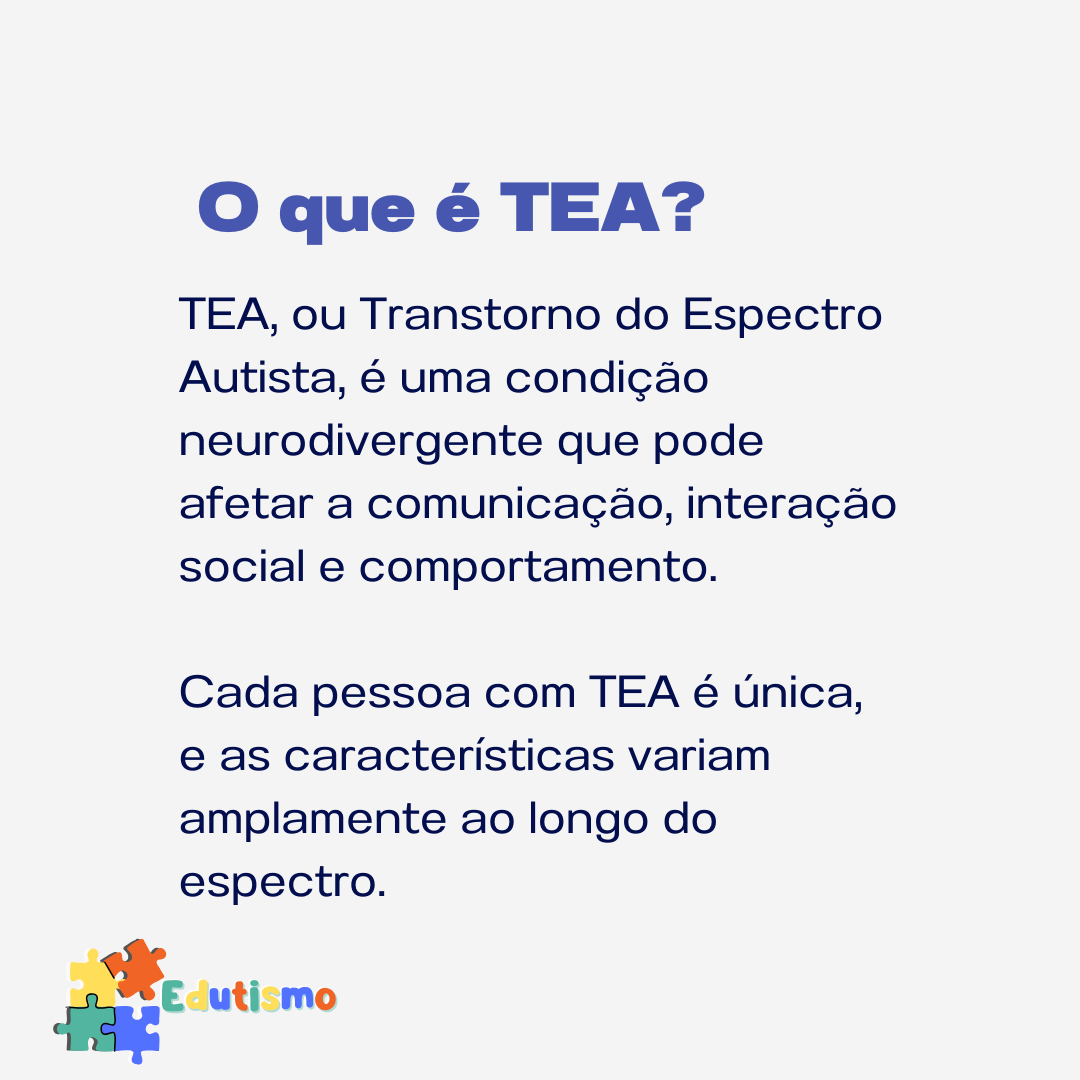 O que é TEA?
TEA, ou Transtorno do Espectro
Autista, é uma condição
neurodivergente que pode
afetar a comunicação, interação
social e comportamento.
Cada pessoa com TEA é única,
e as características variam
amplamente ao longo do
espectro.
Edutismo